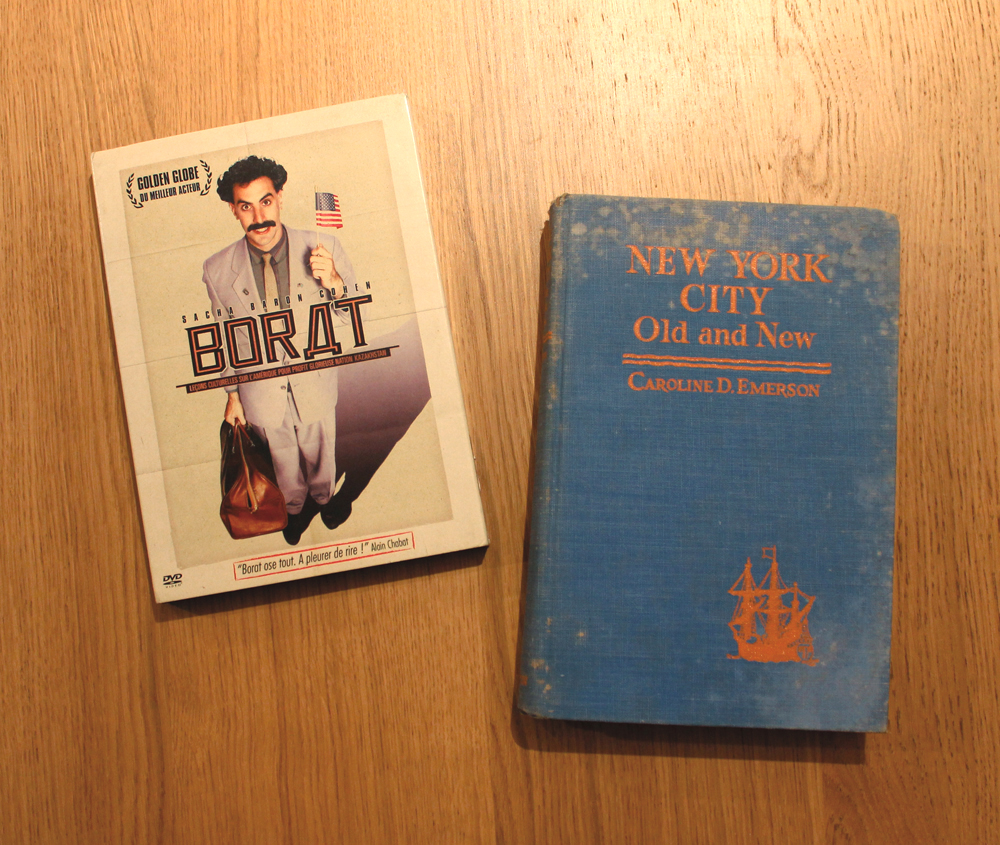 GOLDEN GLOBE
DU MEILLEUR ACTEUR
SACHA BARON COHEN
BORAT
LEÇONS CULTURELLES SUR L'AMÉRIQUE POUR PROFIT GLORIEUSE NATION KAZAKHSTAN
"Borat ose tout. A pleurer de rire !" Alain Chabat
DVD
VIDEO
NEW YORK
CITY
Old and New
CAROLINE D. EMERSON